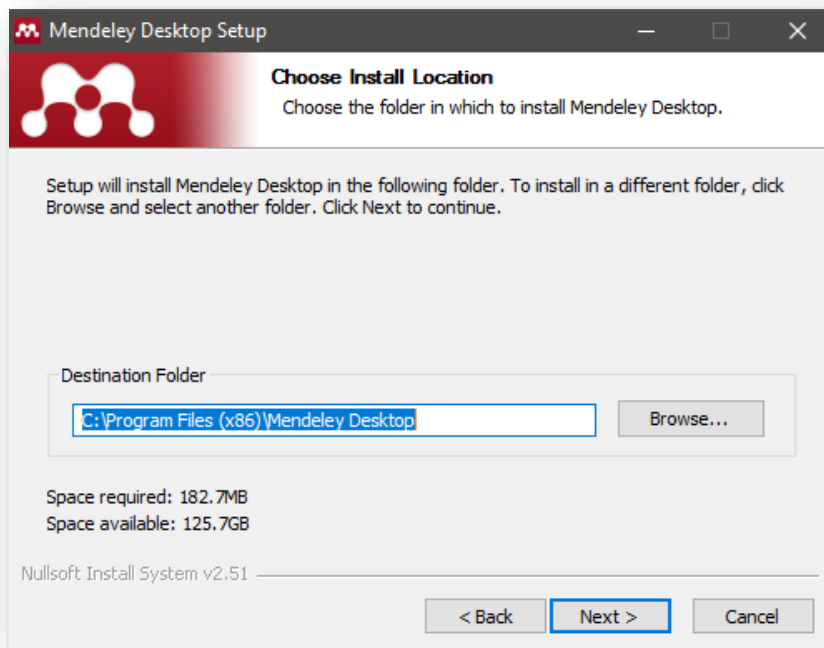 Mendeley Desktop Setup
Choose Install Location
Choose the folder in which to install Mendeley Desktop.
Setup will install Mendeley Desktop in the following folder. To install in a different folder, click
Browse and select another folder. Click Next to continue.
Destination Folder
C:\Program Files (x86)\Mendeley Desktop
Browse...
Space required: 182.7MB
Space available: 125.7GB
Nullsoft Install System v2.51
< Back
Next >
Cancel